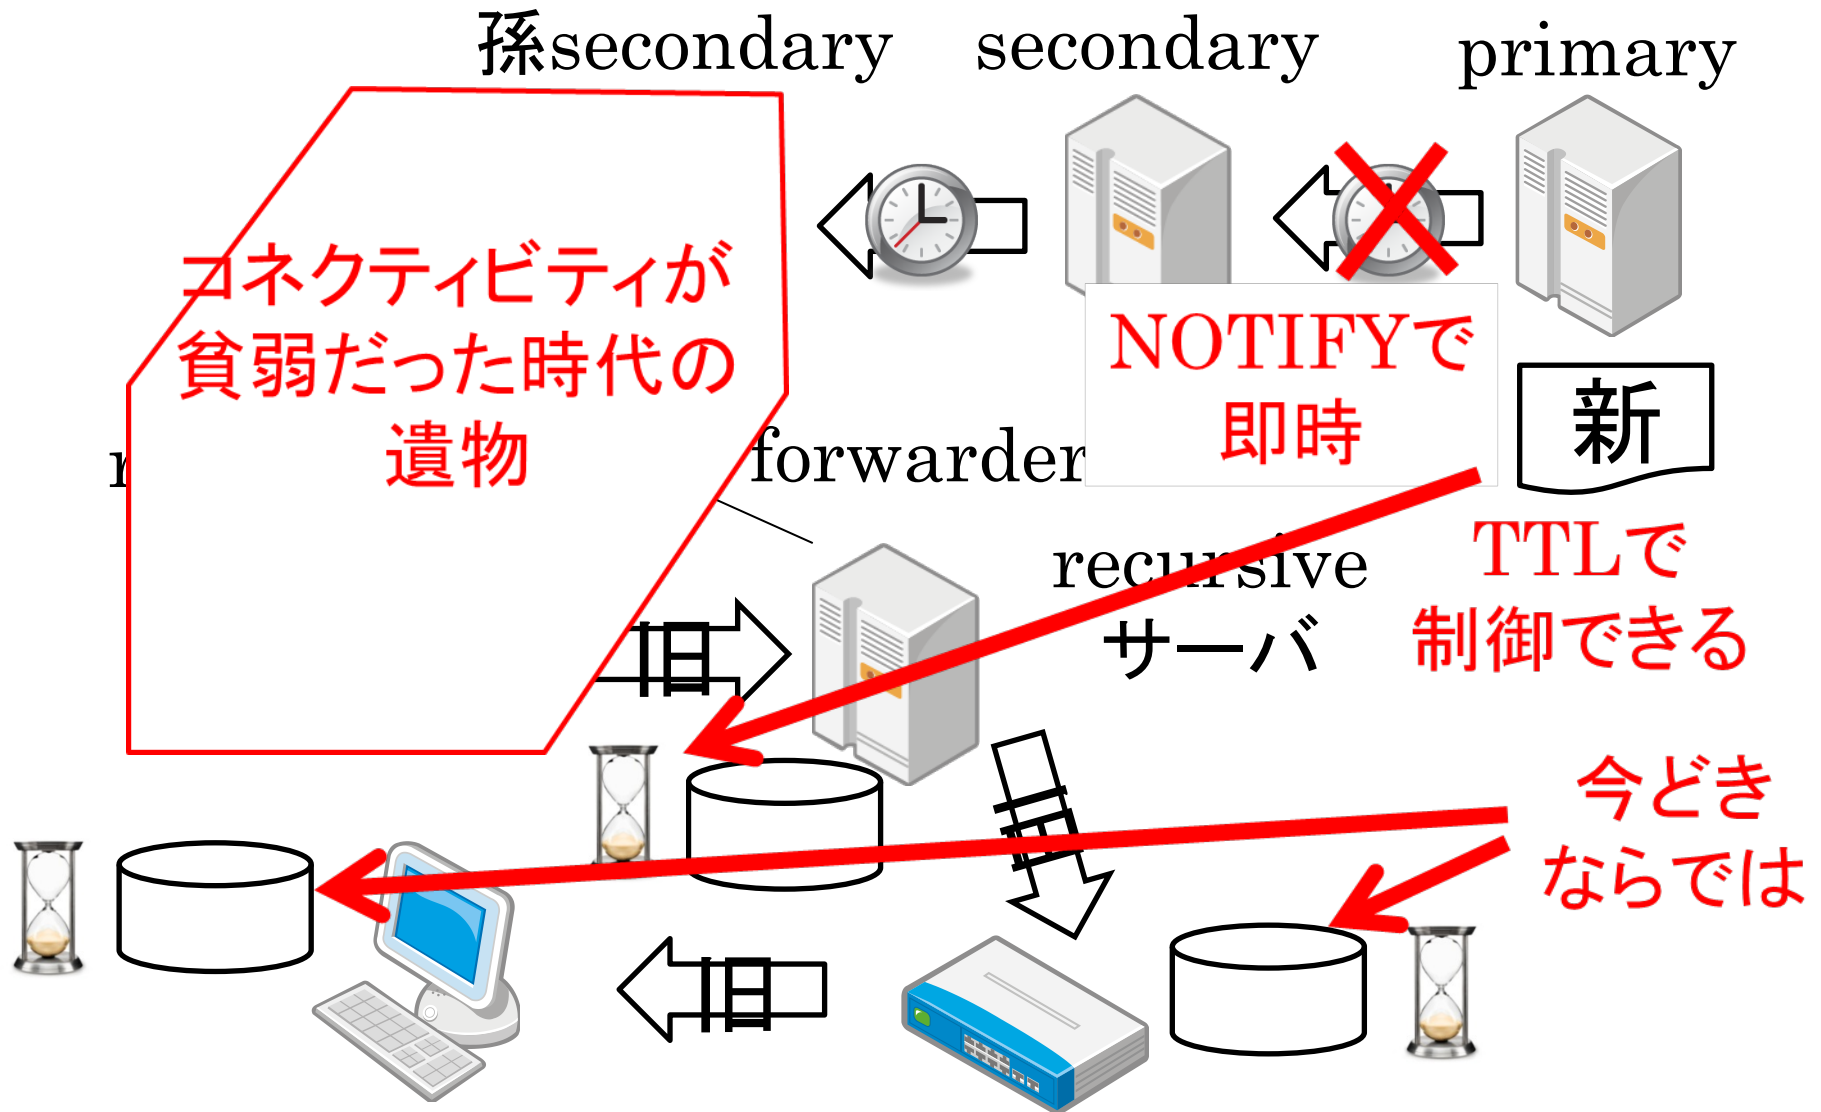 孫secondary
secondary
primary
コネクティビティが
貧弱だった時代の
遺物
NOTIFYで
即時
新
forwarder
recursive
サーバ
TTLで
制御できる
旧
旧
今どき
ならでは
旧